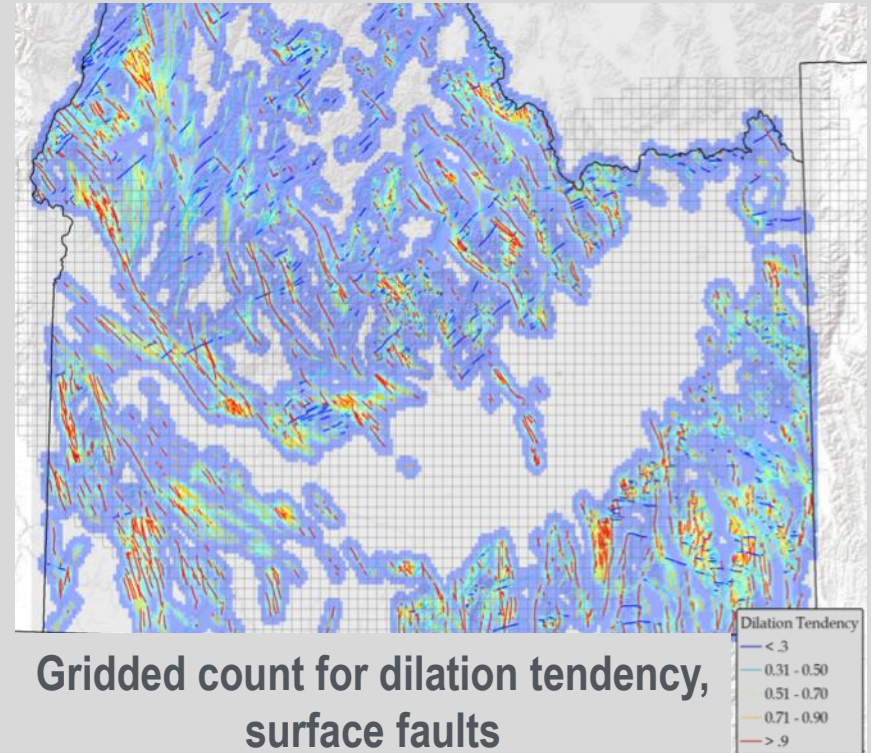 Dilation Tendency
< .3
0.31 - 0.50
0.51 - 0.70
0.71 - 0.90
> .9
Gridded count for dilation tendency,
surface faults